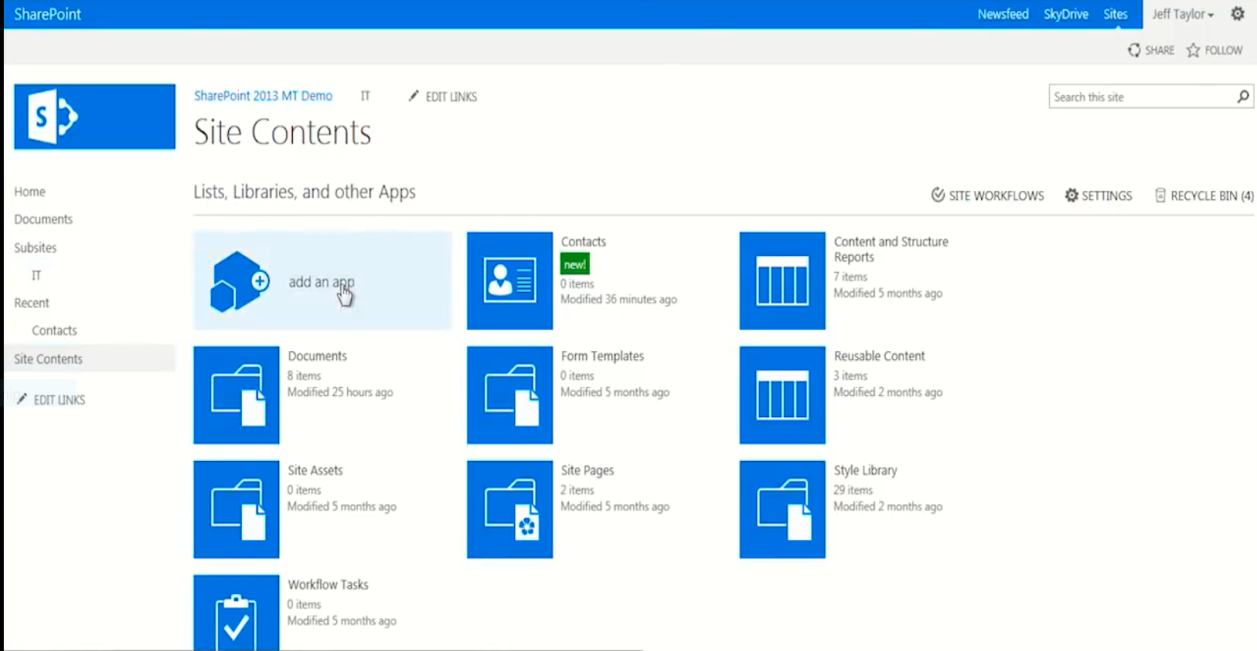 SharePoint
Newsfeed SkyDrive Sites Jeff Taylor
SHARE FOLLOW
S
SharePoint 2013 MT Demo IT EDIT LINKS
Search this site
Site Contents
Home
Documents
Subsites
IT
Recent
Contacts
Site Contents
EDIT LINKS
Lists, Libraries, and other Apps
SITE WORKFLOWS SETTINGS RECYCLE BIN (4)
add an app
Contacts
new!
0 items
Modified 36 minutes ago
Content and Structure
Reports
7 items
Modified 5 months ago
Documents
8 items
Modified 25 hours ago
Form Templates
0 items
Modified 5 months ago
Reusable Content
3 items
Modified 2 months ago
Site Assets
0 items
Modified 5 months ago
Site Pages
2 items
Modified 5 months ago
Style Library
29 items
Modified 2 months ago
Workflow Tasks
0 items
Modified 5 months ago